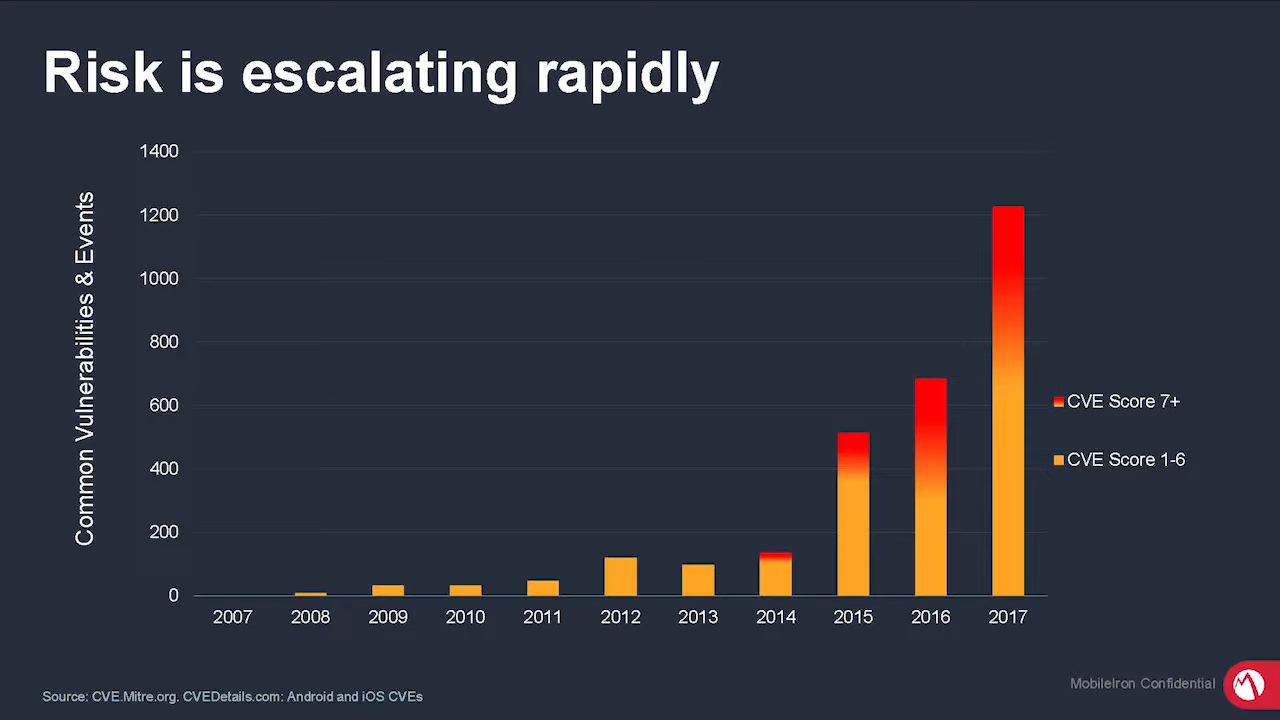 Risk is escalating rapidly
Common Vulnerabilities & Events
1400
1200
1000
800
600
400
200
0
2007 2008 2009 2010 2011 2012 2013 2014 2015 2016 2017
CVE Score 7+
CVE Score 1-6
Source: CVE.Mitre.org. CVEDetails.com: Android and iOS CVEs
MobileIron Confidential